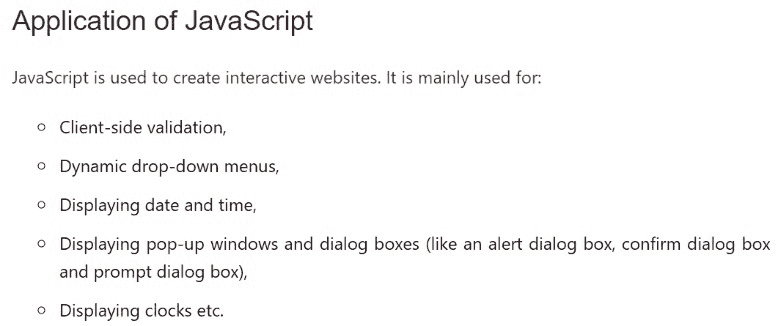 Application of JavaScript
JavaScript is used to create interactive websites. It is mainly used for:
Client-side validation,
Dynamic drop-down menus,
Displaying date and time,
Displaying pop-up windows and dialog boxes (like an alert dialog box, confirm dialog box
and prompt dialog box),
Displaying clocks etc.